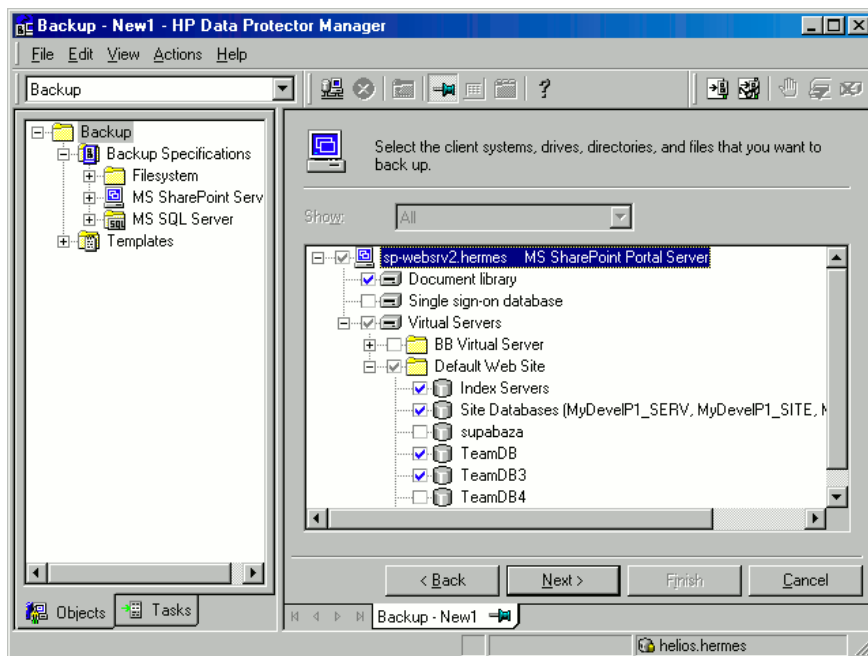 Backup - New1 - HP Data Protector Manager
File Edit View Actions Help
Backup
Backup
Backup Specifications
Filesystem
MS SharePoint Serv
MS SQL Server
Templates
Objects
Tasks
Select the client systems, drives, directories, and files that you want to
back up.
Show:
All
sp-websrv2.hermes MS SharePoint Portal Server
Document library
Single sign-on database
Virtual Servers
BB Virtual Server
Default Web Site
Index Servers
Site Databases (MyDevelP1_SERV, MyDevelP1_SITE, M
supabaza
TeamDB
TeamDB3
TeamDB4
< Back
Next >
Finish
Cancel
Backup - New1
helios.hermes